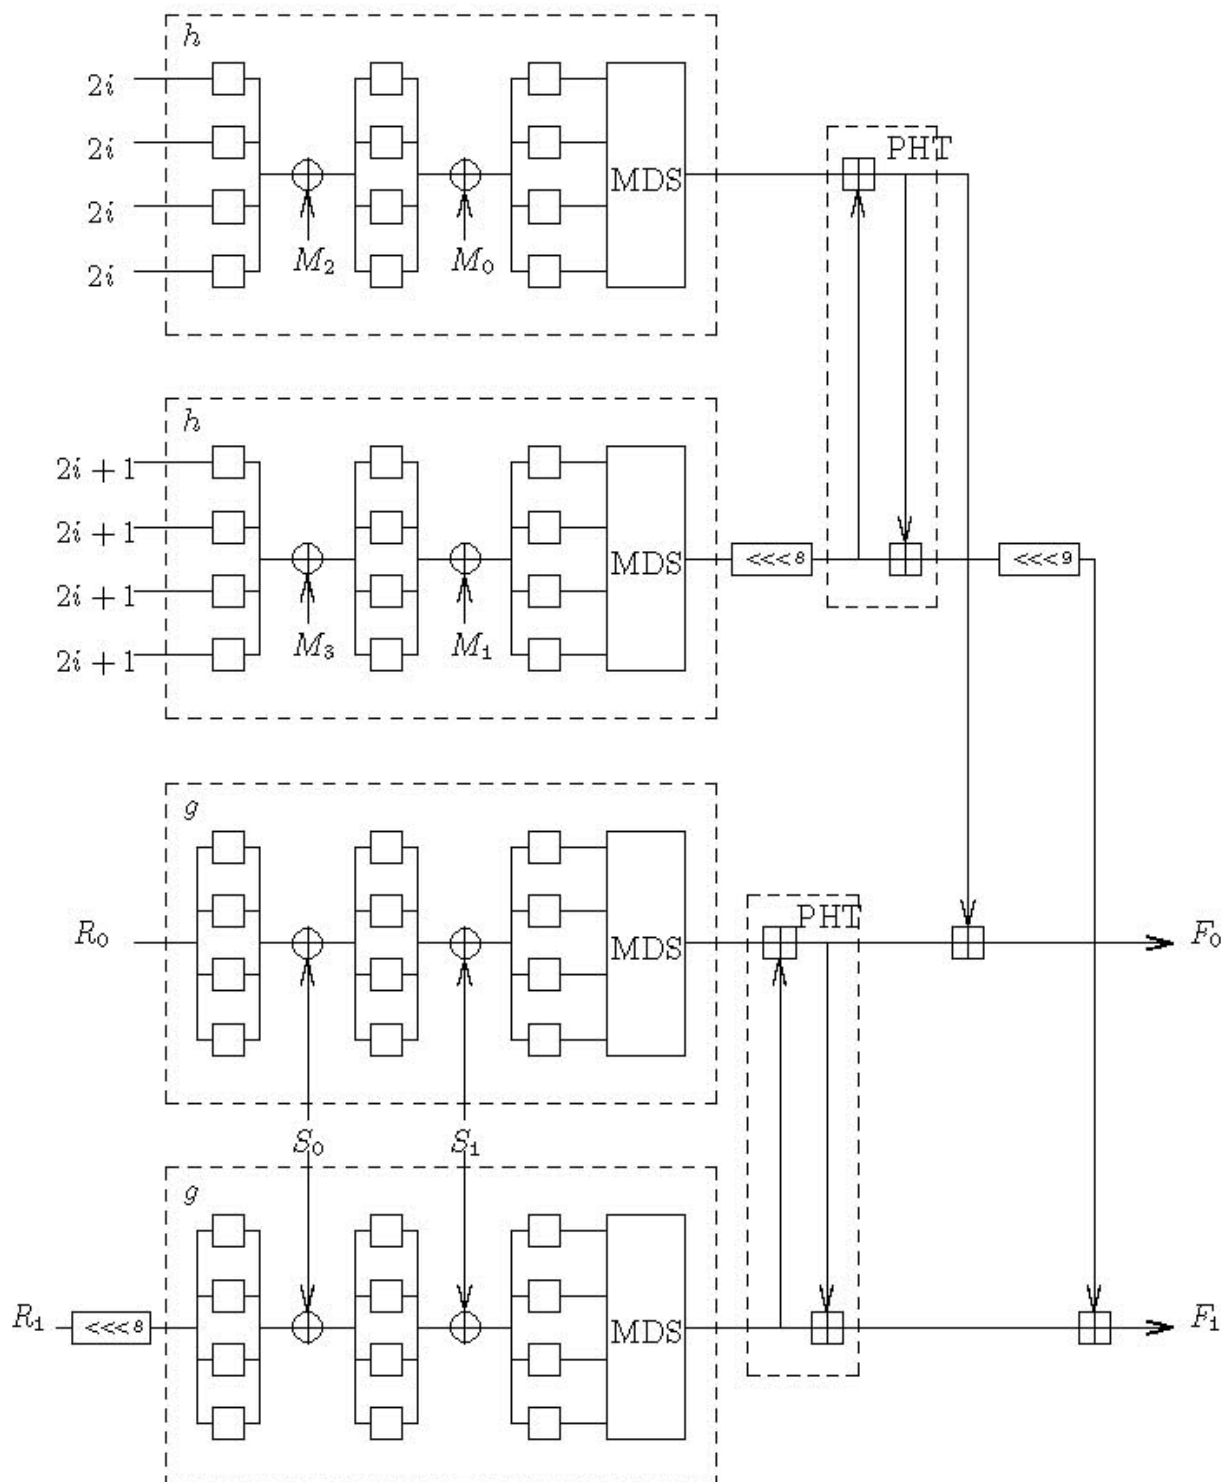 h
2i
2i
2i
2i
M₂
M₀
MDS
PHT
h
2i + 1
2i + 1
2i + 1
2i + 1
M₃
M₁
MDS
<<<8
<<<9
g
R₀
MDS
PHT
F₀
S₀
S₁
g
R₁
<<<8
MDS
F₁